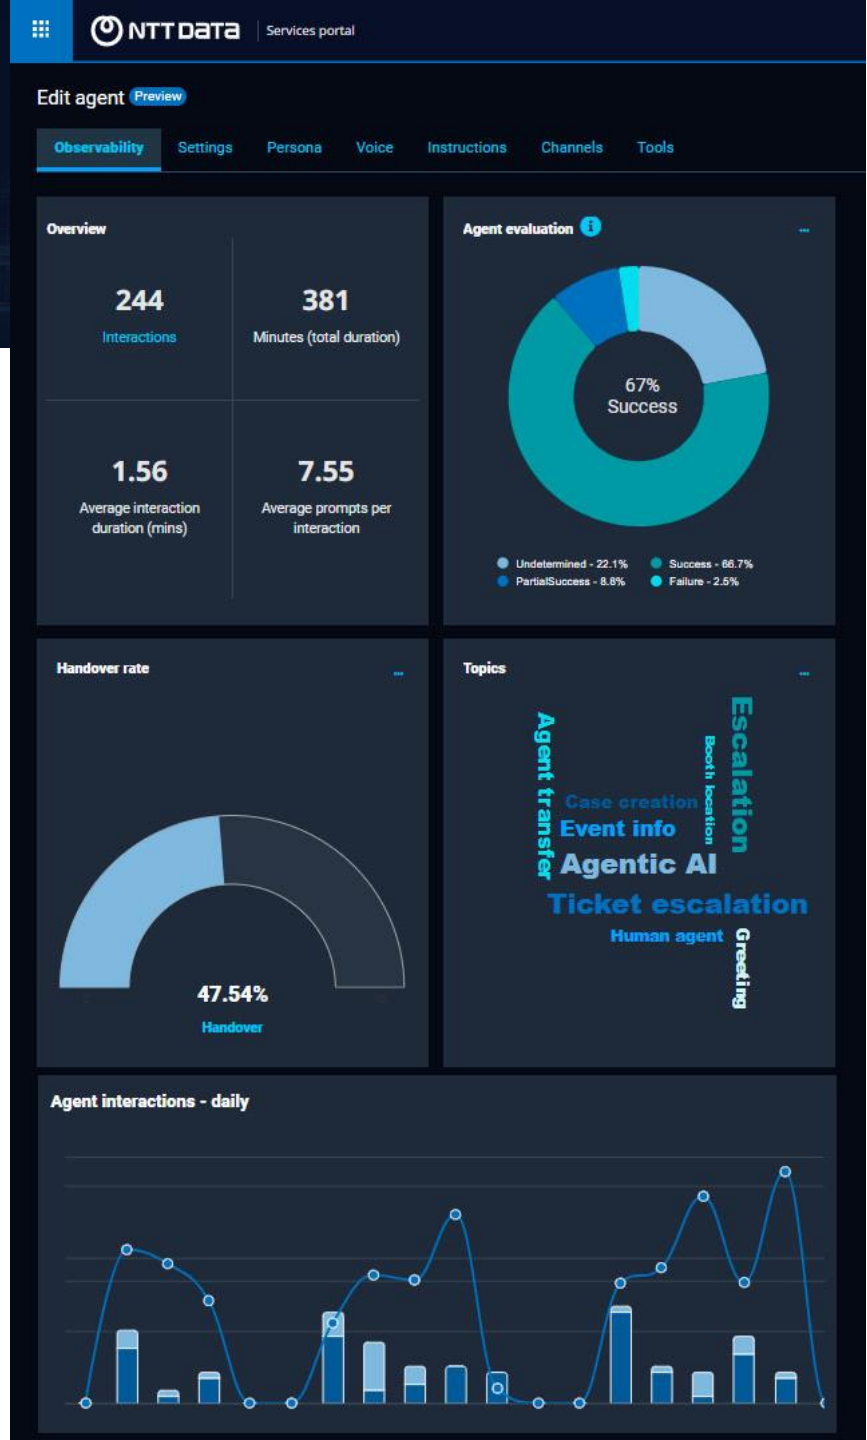 NTT DATA
Services portal
Edit agent Preview
Observability Settings Persona Voice Instructions Channels Tools
Overview
244
Interactions
381
Minutes (total duration)
1.56
Average interaction
duration (mins)
7.55
Average prompts per
interaction
Agent evaluation i
...
67%
Success
Undetermined - 22.1%
Success - 66.7%
PartialSuccess - 8.8%
Failure - 2.5%
Handover rate
...
47.54%
Handover
Topics
...
Agent transfer
Escalation
Booth location
Case creation
Event info
Agentic AI
Ticket escalation
Human agent
Greeting
Agent interactions - daily